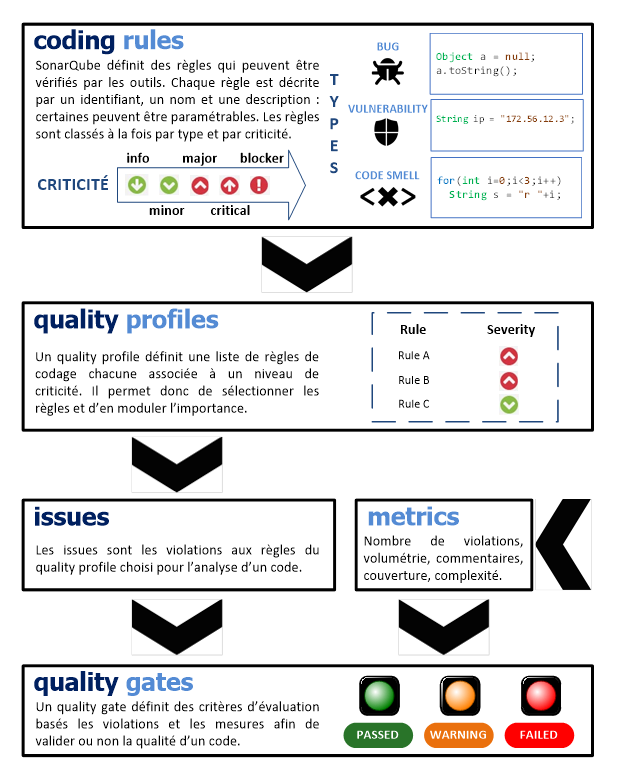 coding rules
SonarQube définit des règles qui peuvent être
vérifiés par les outils. Chaque règle est décrite
par un identifiant, un nom et une description :
certaines peuvent être paramétrables. Les règles
sont classés à la fois par type et par criticité.
CRITICITÉ
info
major
blocker
minor
critical
TYPES
BUG
Object a = null;
a.toString();
VULNERABILITY
String ip = "172.56.12.3";
CODE SMELL
for(int i=0;i<3;i++)
String s = "r "+i;
quality profiles
Un quality profile définit une liste de règles de
codage chacune associée à un niveau de
criticité. Il permet donc de sélectionner les
règles et d’en moduler l’importance.
Rule Severity
Rule A
Rule B
Rule C
issues
Les issues sont les violations aux règles du
quality profile choisi pour l’analyse d’un code.
metrics
Nombre de violations,
volumétrie, commentaires,
couverture, complexité.
quality gates
Un quality gate définit des critères d’évaluation
basés les violations et les mesures afin de
valider ou non la qualité d’un code.
PASSED
WARNING
FAILED